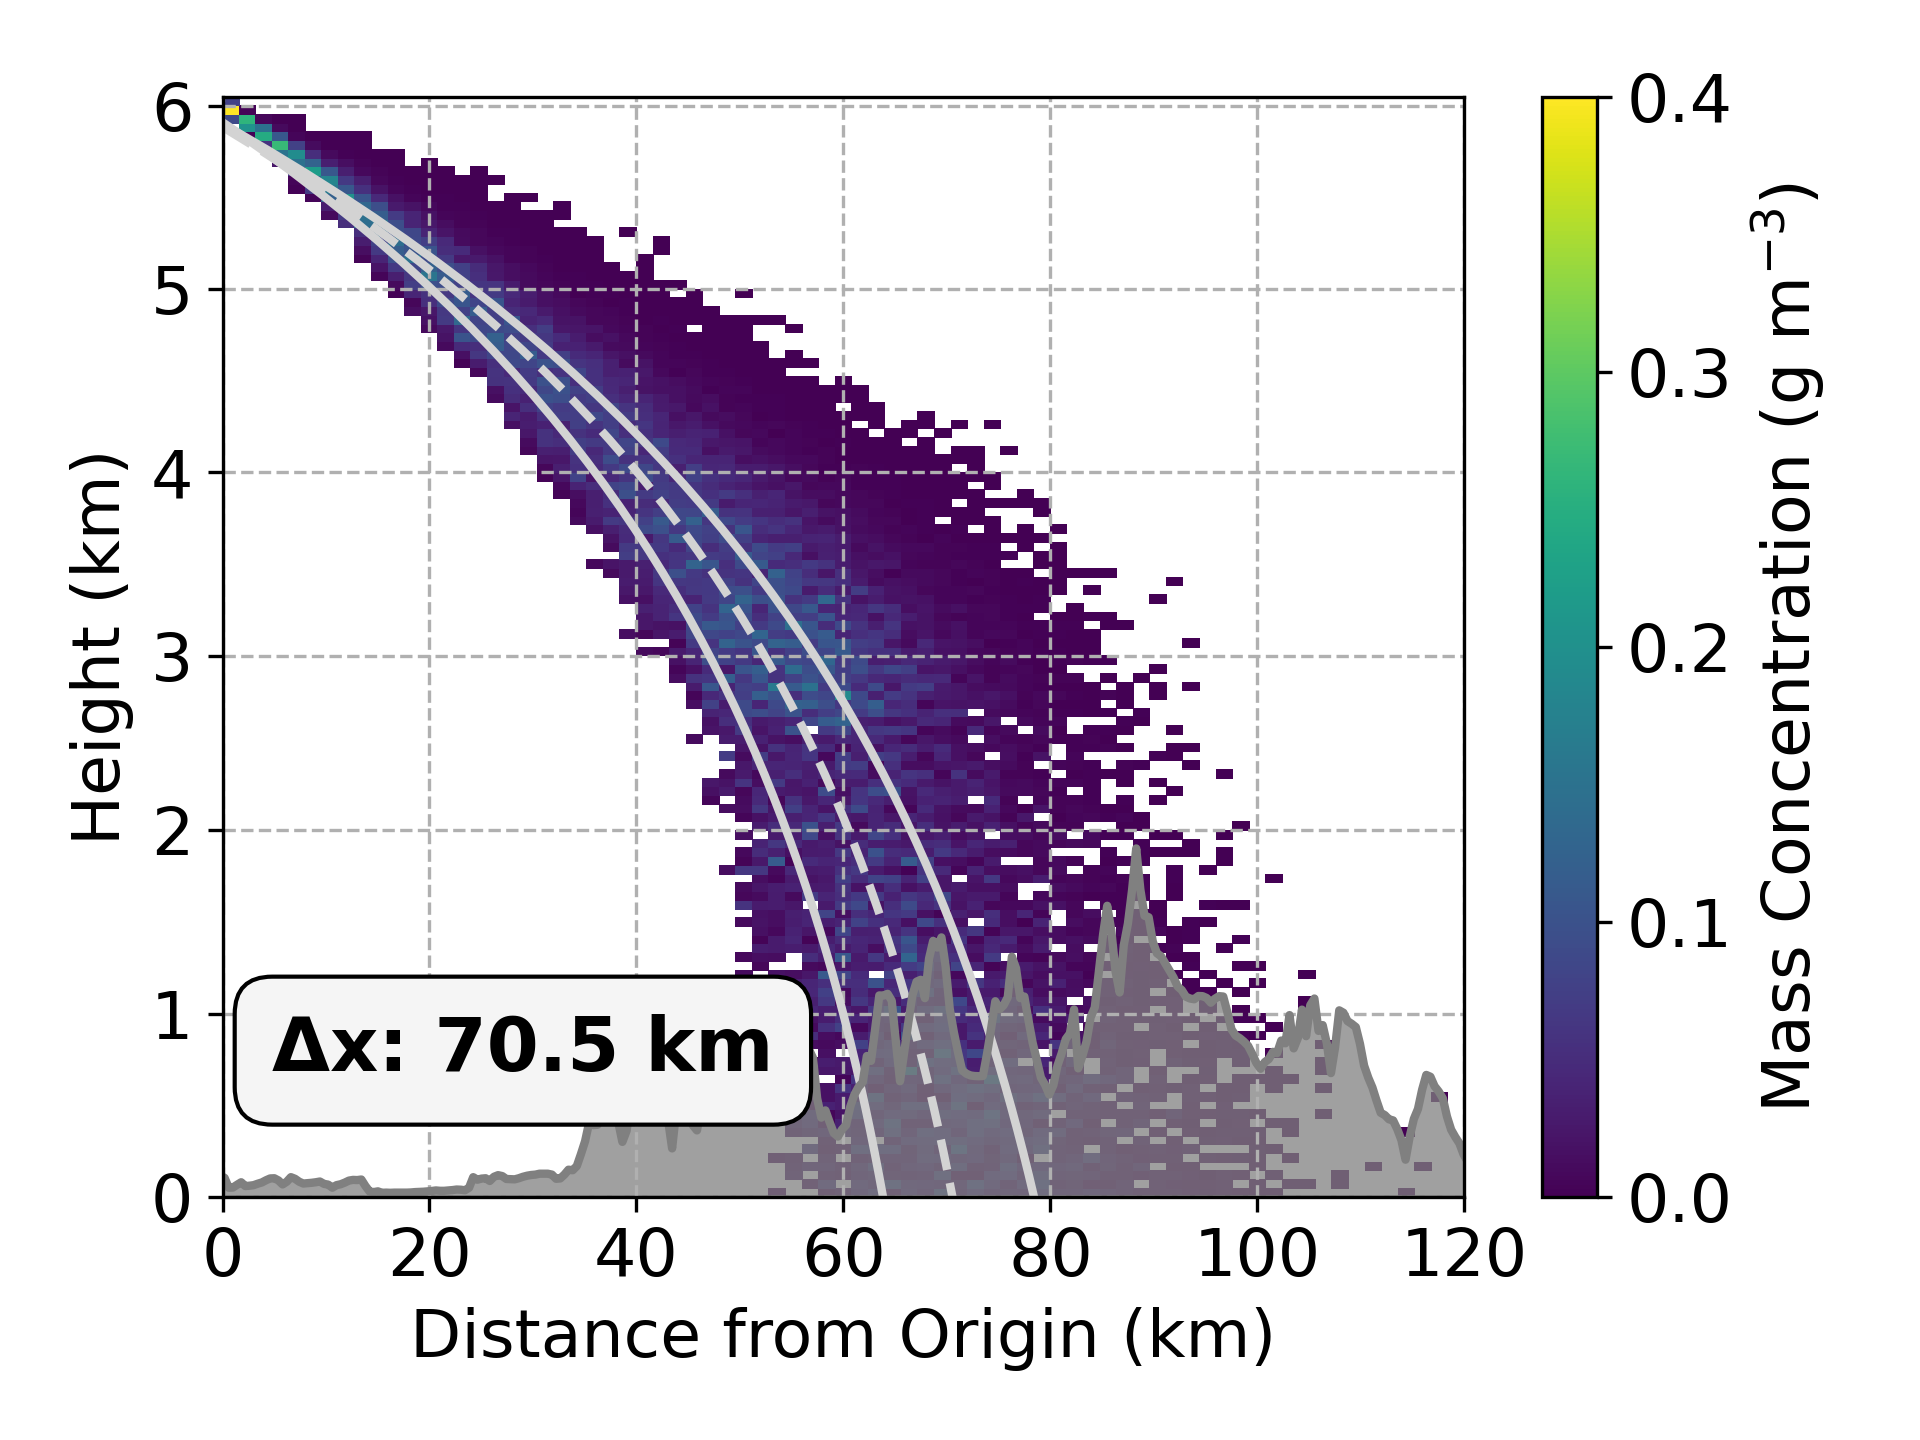 6
5
4
3
2
1
0
Height (km)
Δx: 70.5 km
0 20 40 60 80 100 120
Distance from Origin (km)
0.4
0.3
0.2
0.1
0.0
Mass Concentration (g m⁻³)